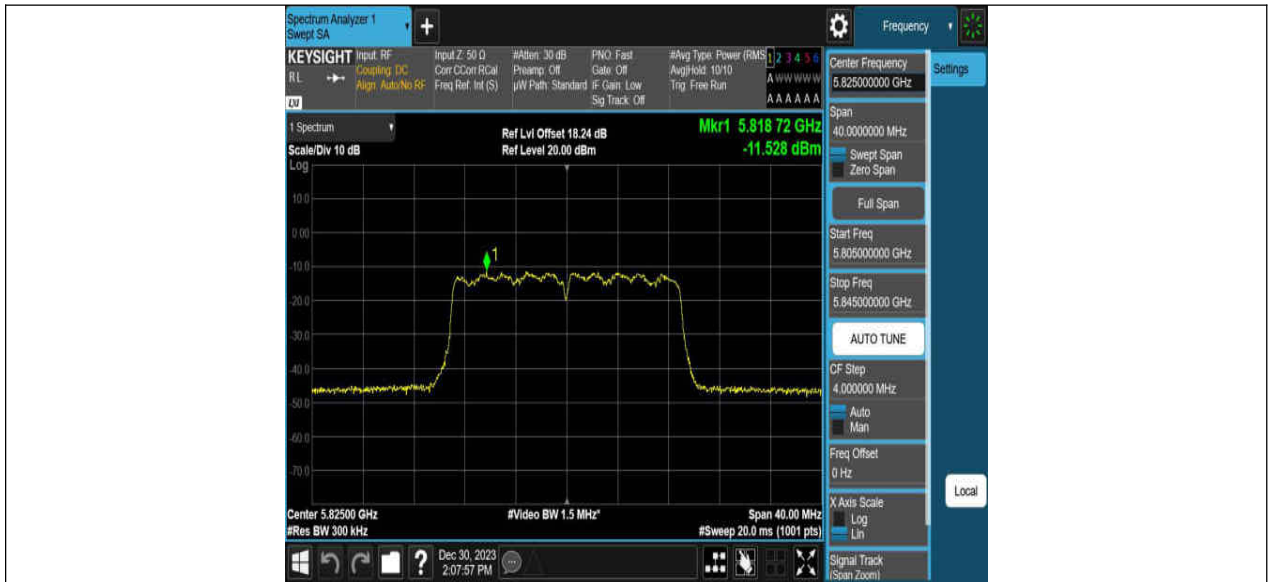 Spectrum Analyzer 1
Swept SA
+
Frequency
KEYSIGHT
RL
Input: RF
Coupling: DC
Align: Auto/No RF
Input Z: 50 Ω
Corr CCorr RCal
Freq Ref: Int (S)
#Atten: 30 dB
Preamp: Off
µW Path: Standard
PNO: Fast
Gate: Off
IF Gain: Low
Sig Track: Off
#Avg Type: Power (RMS
Avg|Hold: 10/10
Trig: Free Run
1 2 3 4 5 6
A W W W W W
A A A A A A
1 Spectrum
Scale/Div 10 dB
Log
Ref Lvl Offset 18.24 dB
Ref Level 20.00 dBm
Mkr1 5.818 72 GHz
-11.528 dBm
10.0
0.00
-10.0
-20.0
-30.0
-40.0
-50.0
-60.0
-70.0
1
Center 5.82500 GHz
#Res BW 300 kHz
#Video BW 1.5 MHz*
Span 40.00 MHz
#Sweep 20.0 ms (1001 pts)
Center Frequency
5.825000000 GHz
Settings
Span
40.0000000 MHz
Swept Span
Zero Span
Full Span
Start Freq
5.805000000 GHz
Stop Freq
5.845000000 GHz
AUTO TUNE
CF Step
4.000000 MHz
Auto
Man
Freq Offset
0 Hz
X Axis Scale
Log
Lin
Signal Track
(Span Zoom)
Local
?
Dec 30, 2023
2:07:57 PM